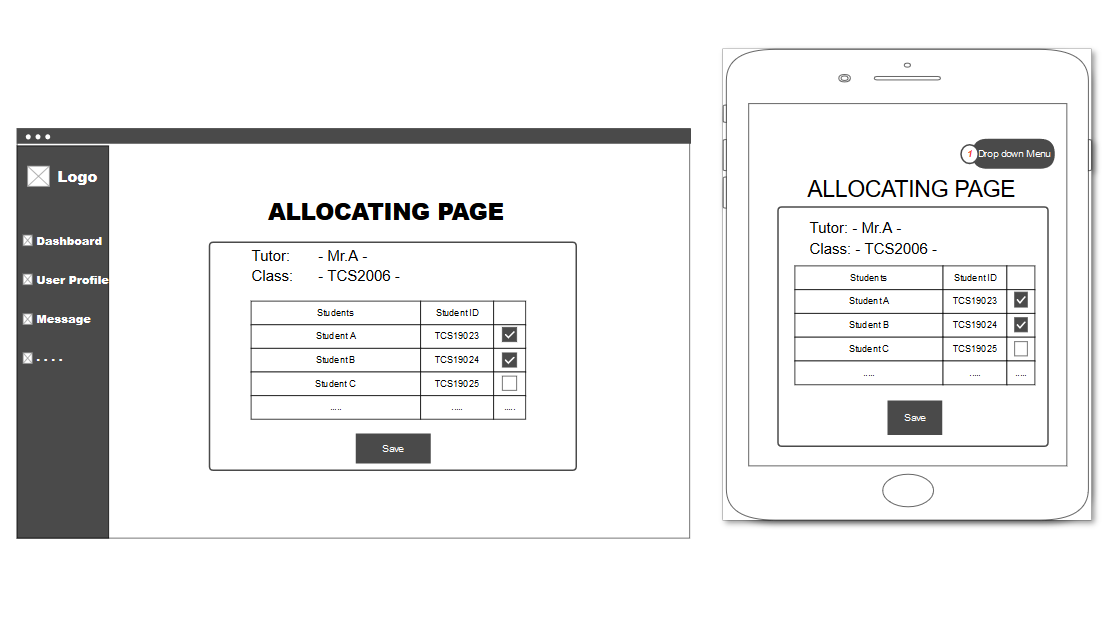 Logo
Dashboard
User Profile
Message
. . . .
ALLOCATING PAGE
Tutor: - Mr.A -
Class: - TCS2006 -
Students Student ID
Student A TCS19023
Student B TCS19024
Student C TCS19025
..... ..... .....
Save
1 Drop down Menu
ALLOCATING PAGE
Tutor: - Mr.A -
Class: - TCS2006 -
Students Student ID
Student A TCS19023
Student B TCS19024
Student C TCS19025
..... ..... .....
Save